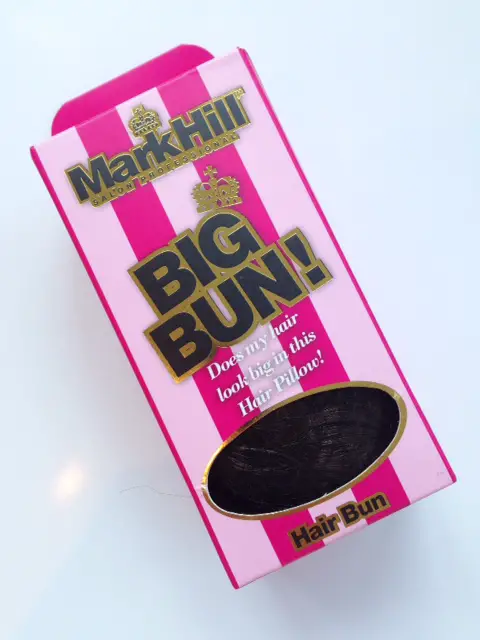 MarkHill
SALON PROFESSIONAL
BIG
BUN!
Does my hair
look big in this
Hair Pillow!
Hair Bun